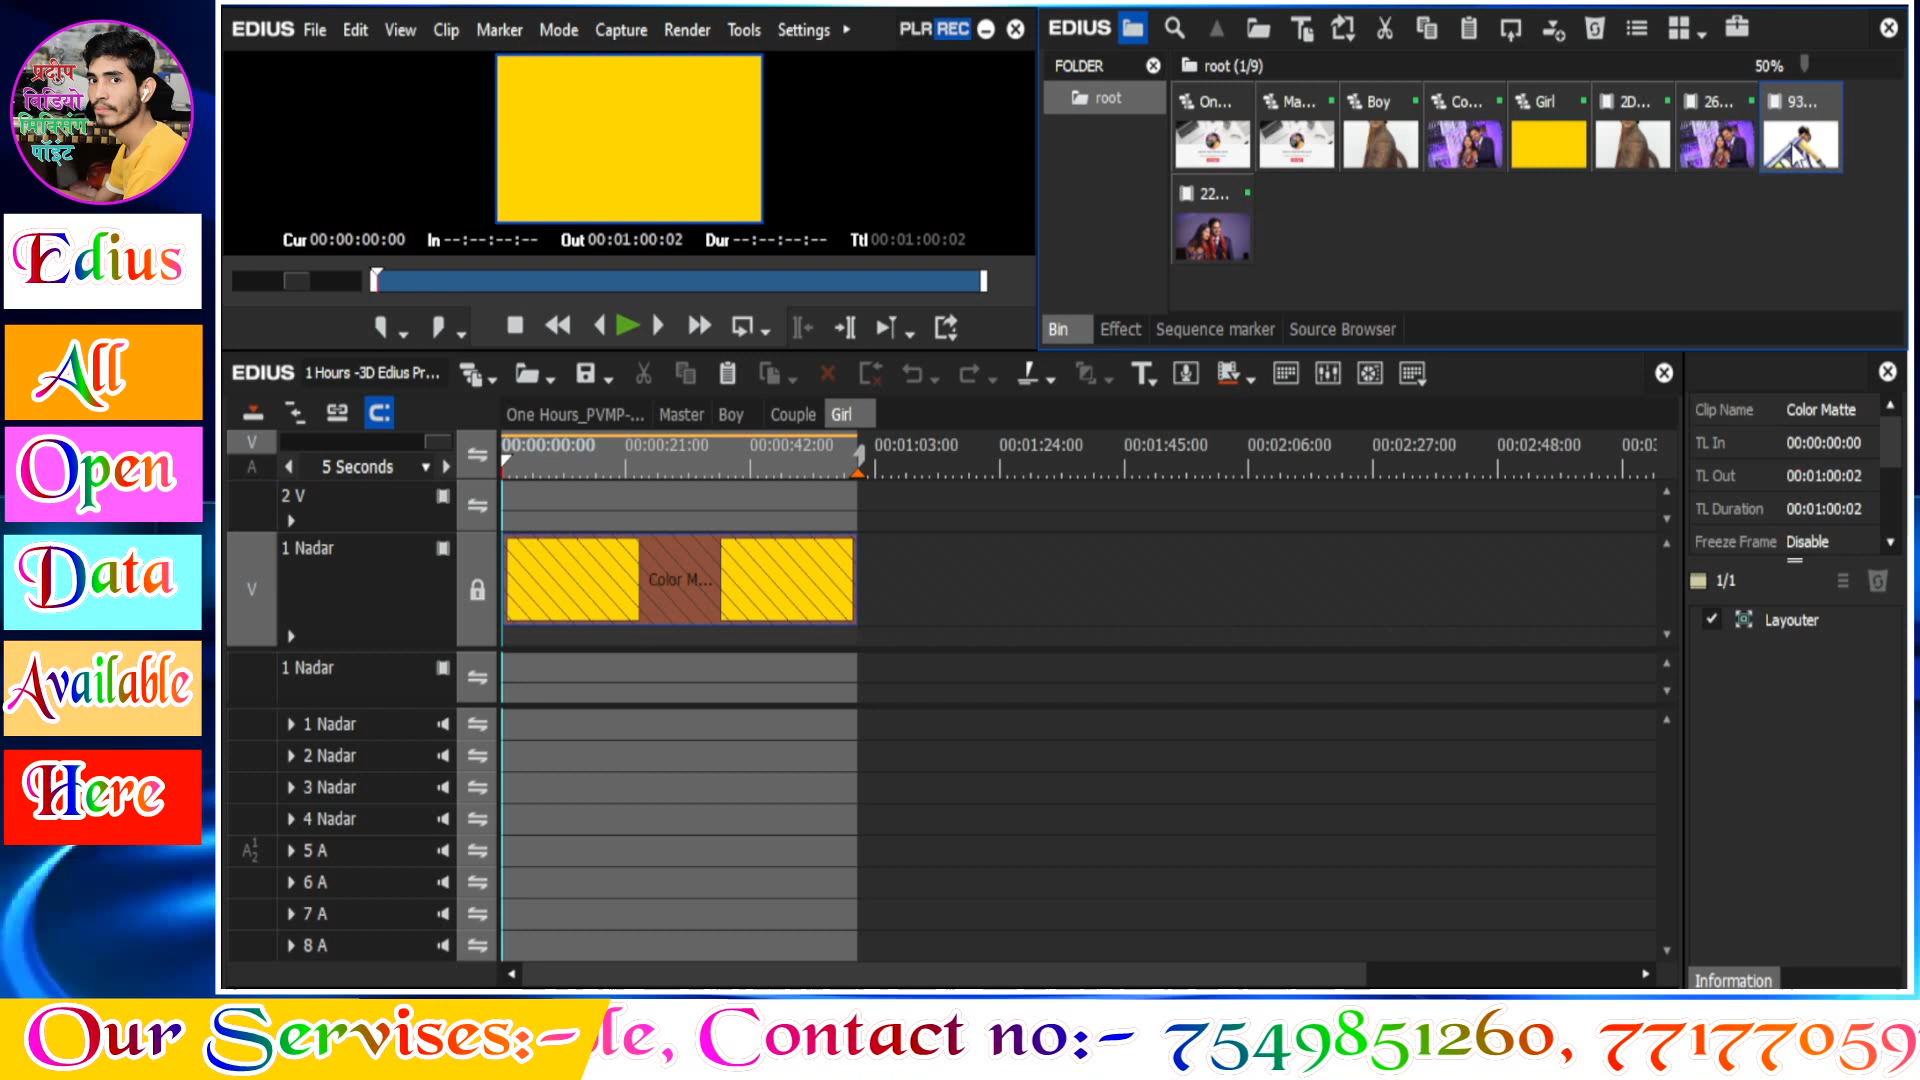 प्रदीप
विडियो
मिक्सिंग
पॉइंट
Edius
All
Open
Data
Available
Here
EDIUS File Edit View Clip Marker Mode Capture Render Tools Settings PLR REC
Cur 00:00:00:00 In --:--:--:-- Out 00:01:00:02 Dur --:--:--:-- Ttl 00:01:00:02
EDIUS
FOLDER root (1/9) 50%
root
On... Ma... Boy Co... Girl 2D... 26... 93...
22...
Bin Effect Sequence marker Source Browser
EDIUS 1 Hours -3D Edius Pr...
One Hours_PVMP-... Master Boy Couple Girl
V 00:00:00:00 00:00:21:00 00:00:42:00 00:01:03:00 00:01:24:00 00:01:45:00 00:02:06:00 00:02:27:00 00:02:48:00 00:03:
A 5 Seconds
2 V
1 Nadar
V Color M...
1 Nadar
1 Nadar
2 Nadar
3 Nadar
4 Nadar
A 1 2 5 A
6 A
7 A
8 A
Clip Name Color Matte
TL In 00:00:00:00
TL Out 00:01:00:02
TL Duration 00:01:00:02
Freeze Frame Disable
1/1
Layouter
Information
Our Servises:- le, Contact no:- 7549851260, 77177059